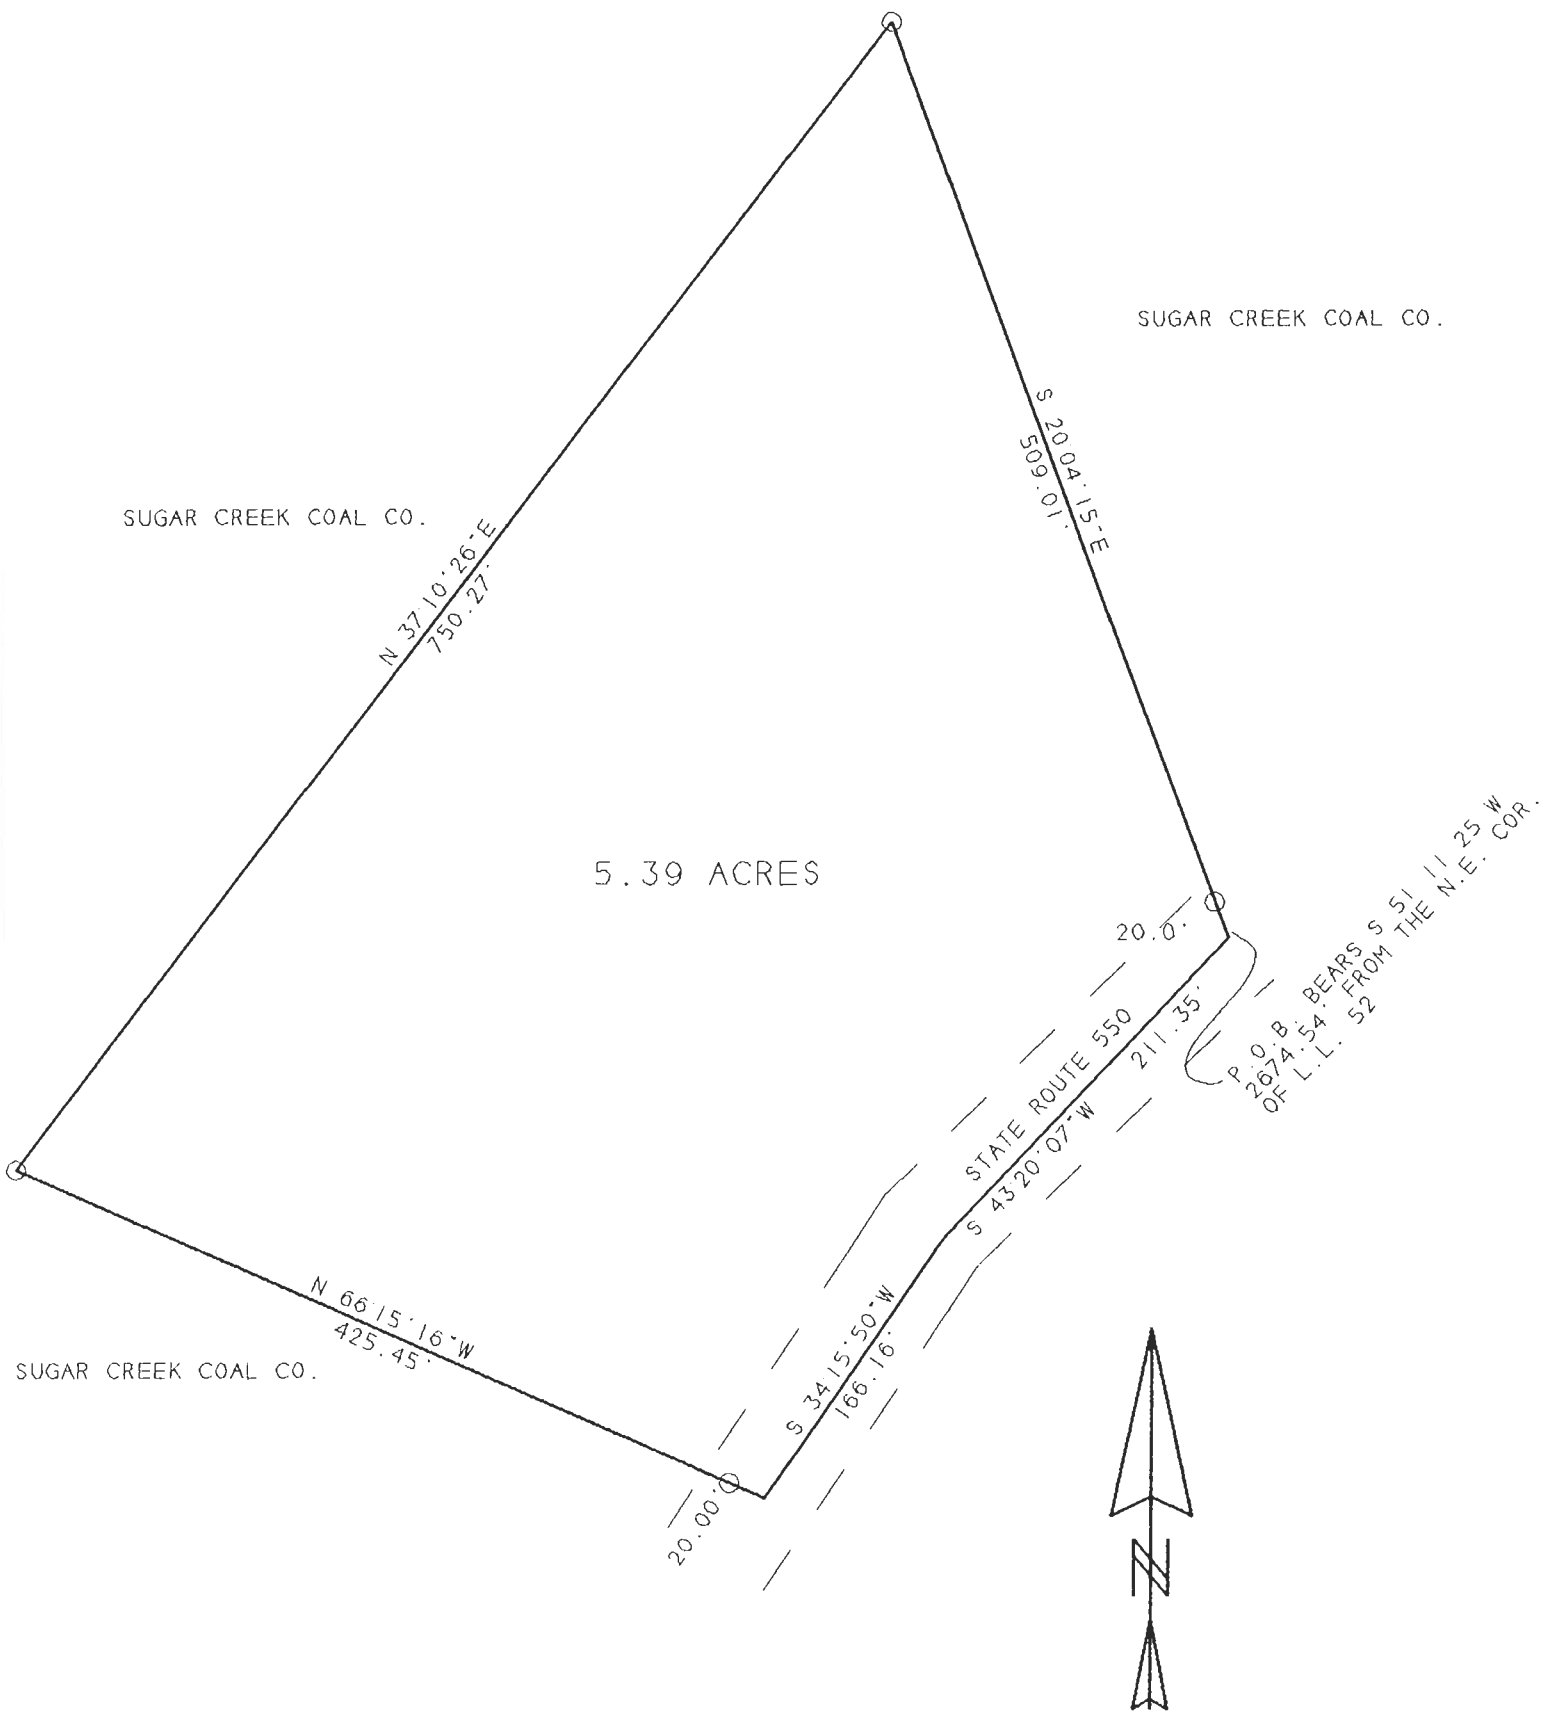 SUGAR CREEK COAL CO.
S 20°04'15"E
509.01'
SUGAR CREEK COAL CO.
N 37°10'26"E
750.27'
5.39 ACRES
20.0'
P.O.B. BEARS S 51 11 25 W
2674.54' FROM THE N.E. COR.
OF L.L. 52
STATE ROUTE 550
211.35'
S 43°20'07"W
N 66°15'16"W
425.45'
SUGAR CREEK COAL CO.
S 34°15'50"W
166.16'
20.00'
N